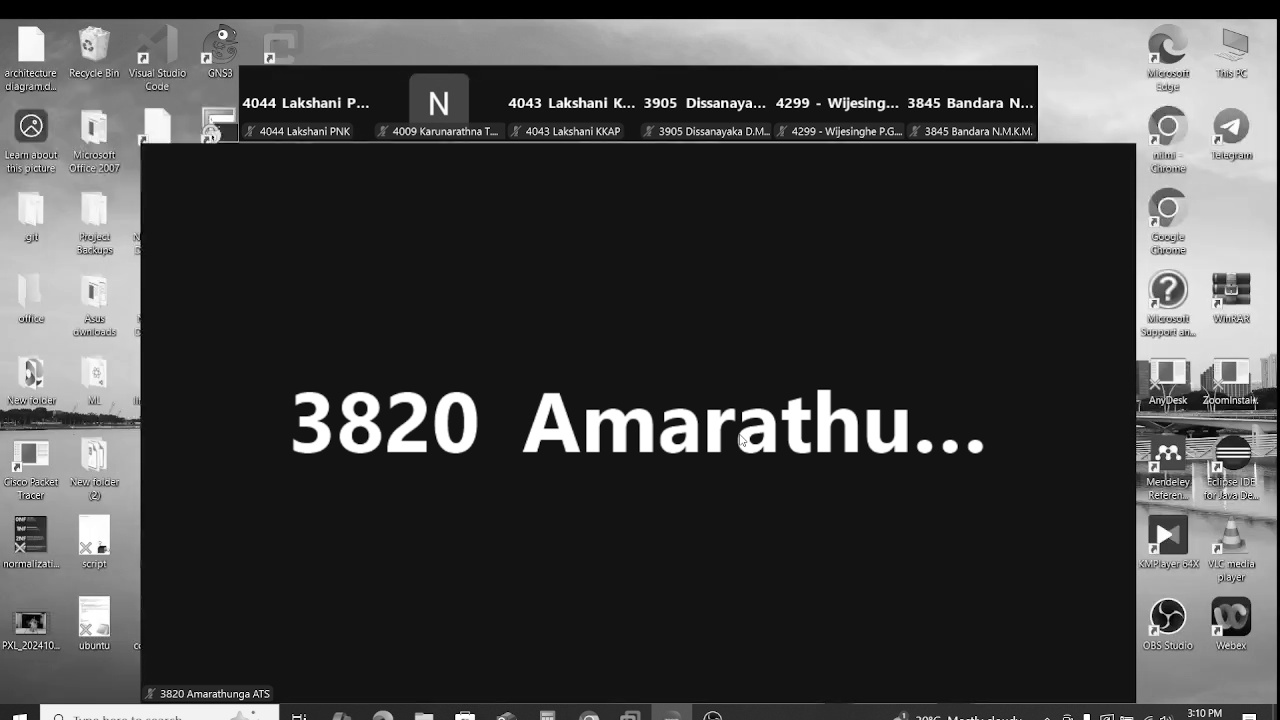 architecture
diagram.d...
Recycle Bin
Visual Studio
Code
GNS3
4044 Lakshani P...
N
4043 Lakshani K...
3905 Dissanaya...
4299 - Wijesing...
3845 Bandara N...
4044 Lakshani PNK
4009 Karunarathna T...
4043 Lakshani KKAP
3905 Dissanayaka D.M...
4299 - Wijesinghe P.G....
3845 Bandara N.M.K.M.
Microsoft
Edge
This PC
Learn about
this picture
Microsoft
Office 2007
nilmi -
Chrome
Telegram
.git
Project
Backups
Google
Chrome
office
Asus
dwnloads
Microsoft
Support an...
WinRAR
New folder
ML
AnyDesk
ZoomInstalk...
3820 Amarathu...
Cisco Packet
Tracer
New folder
(2)
Mendeley
Referen...
Eclipse IDE
for Java De...
normalizati...
script
KMPlayer 64X
VLC media
player
PXL_202410...
ubuntu
OBS Studio
Webex
3820 Amarathunga ATS
Type here to search
Mostly cloudy
3:10 PM